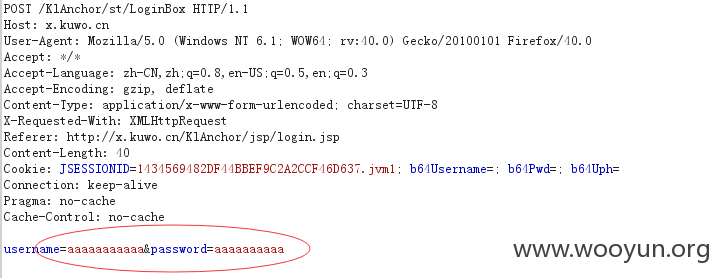 POST /KlAnchor/st/LoginBox HTTP/1.1
Host: x.kuwo.cn
User-Agent: Mozilla/5.0 (Windows NT 6.1; WOW64; rv:40.0) Gecko/20100101 Firefox/40.0
Accept: */*
Accept-Language: zh-CN,zh;q=0.8,en-US;q=0.5,en;q=0.3
Accept-Encoding: gzip, deflate
Content-Type: application/x-www-form-urlencoded; charset=UTF-8
X-Requested-With: XMLHttpRequest
Referer: http://x.kuwo.cn/KlAnchor/jsp/login.jsp
Content-Length: 40
Cookie: JSESSIONID=1434569482DF44BBEF9C2A2CCF46D637.jvm1; b64Username=; b64Pwd=; b64Uph=
Connection: keep-alive
Pragma: no-cache
Cache-Control: no-cache
username=aaaaaaaaaaa&password=aaaaaaaaaa
www.wooyun.org